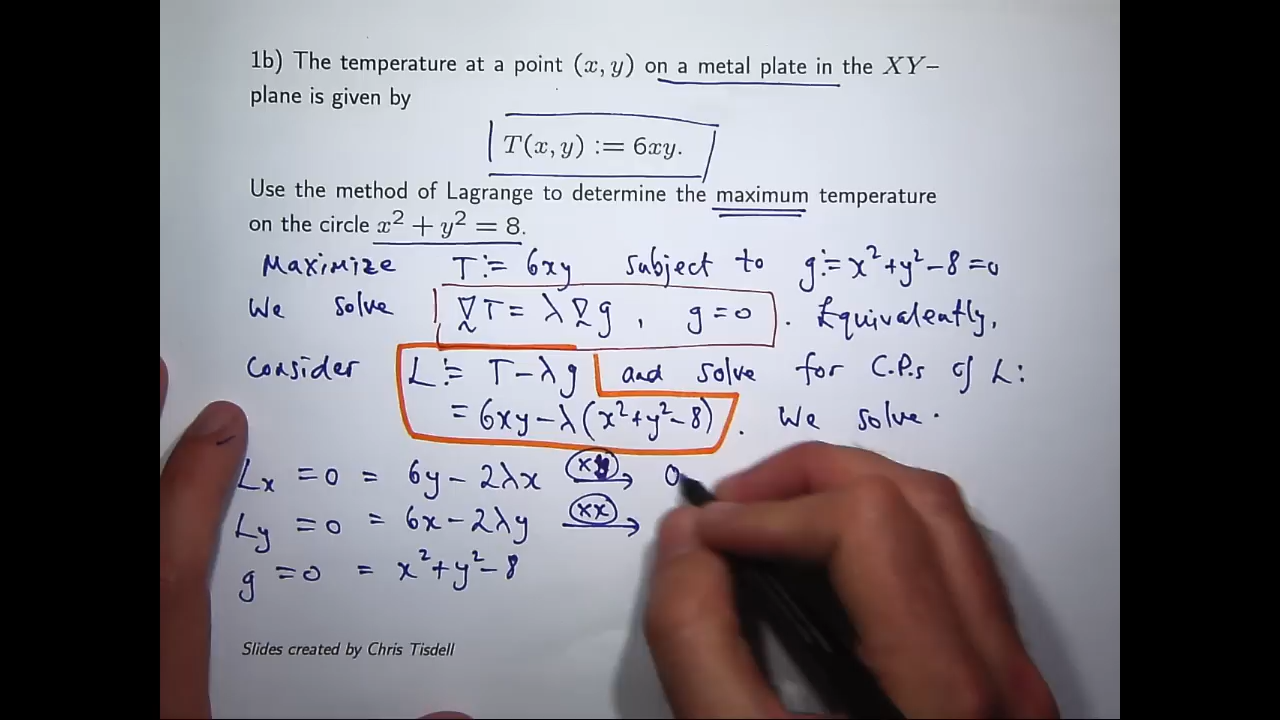 1b) The temperature at a point (x, y) on a metal plate in the XY–
plane is given by
T(x, y) := 6xy.
Use the method of Lagrange to determine the maximum temperature
on the circle x² + y² = 8.
Maximize T := 6xy subject to g := x² + y² - 8 = 0
We solve ∇T = λ∇g , g = 0 . Equivalently,
Consider L := T - λg and solve for C.P.s of L:
= 6xy - λ(x² + y² - 8) . We solve.
Lx = 0 = 6y - 2λx 0
Ly = 0 = 6x - 2λy ×x →
g = 0 = x² + y² - 8
Slides created by Chris Tisdell